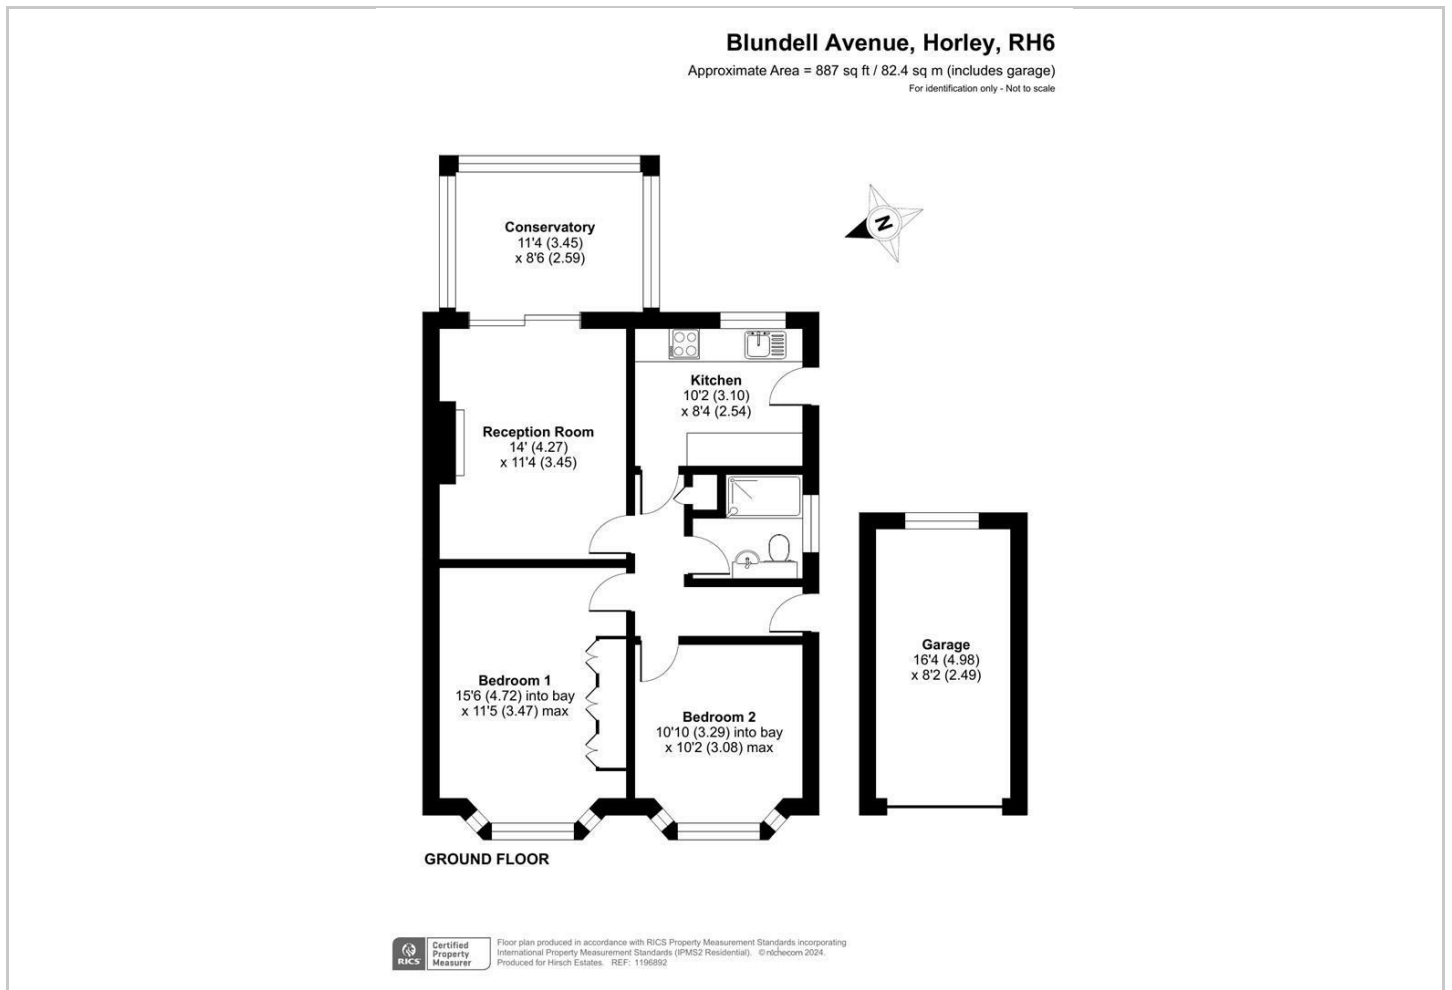 Blundell Avenue, Horley, RH6
Approximate Area = 887 sq ft / 82.4 sq m (includes garage)
For identification only - Not to scale
Conservatory
11'4 (3.45)
x 8'6 (2.59)
N
Kitchen
10'2 (3.10)
x 8'4 (2.54)
Reception Room
14' (4.27)
x 11'4 (3.45)
Garage
16'4 (4.98)
x 8'2 (2.49)
Bedroom 1
15'6 (4.72) into bay
x 11'5 (3.47) max
Bedroom 2
10'10 (3.29) into bay
x 10'2 (3.08) max
GROUND FLOOR
RICS
Certified
Property
Measurer
Floor plan produced in accordance with RICS Property Measurement Standards incorporating
International Property Measurement Standards (IPMS2 Residential). ©nichecom 2024.
Produced for Hirsch Estates. REF: 1196892